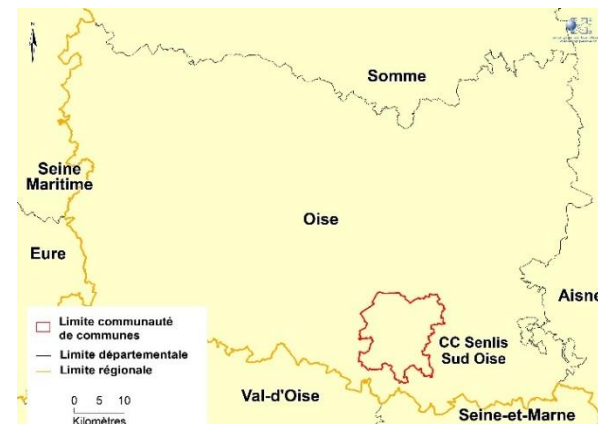 Somme
Seine
Maritime
Oise
Eure
Aisne
CC Senlis
Sud Oise
Limite communauté
de communes
Limite départementale
Limite régionale
0 5 10
Kilomètres
Val-d'Oise
Seine-et-Marne